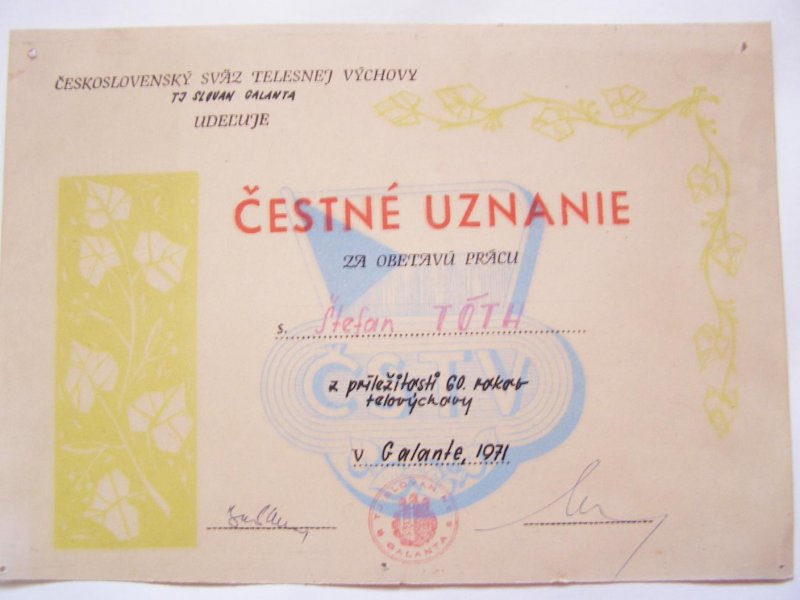 ČESKOSLOVENSKÝ SVÄZ TELESNEJ VÝCHOVY
TJ SLOVAN GALANTA
UDEĽUJE
ČESTNÉ UZNANIE
ZA OBETAVÚ PRÁCU
s. Štefan TÓTH
z príležitosti 60. rokov
telovýchovy
ČSTV
v Galante, 1971
GALANTA